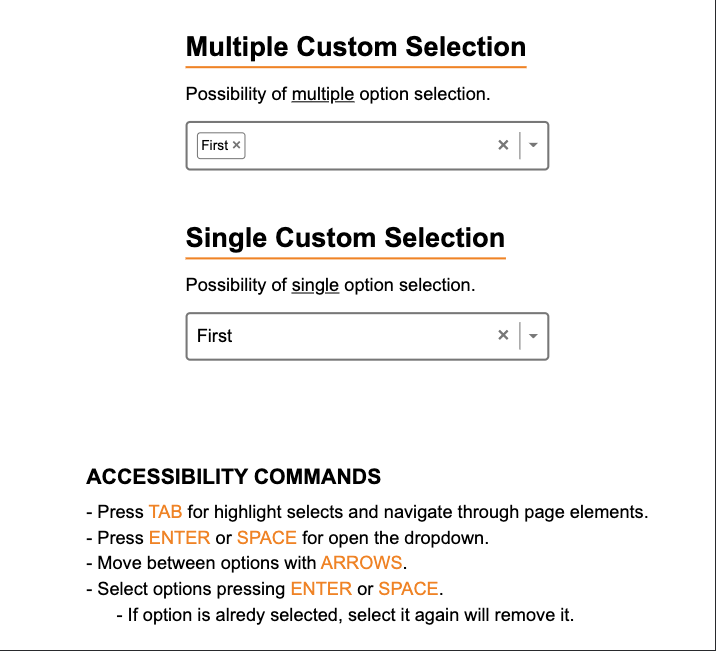 Multiple Custom Selection
Possibility of multiple option selection.
First ×
×
Single Custom Selection
Possibility of single option selection.
First
×
ACCESSIBILITY COMMANDS
- Press TAB for highlight selects and navigate through page elements.
- Press ENTER or SPACE for open the dropdown.
- Move between options with ARROWS.
- Select options pressing ENTER or SPACE.
- If option is alredy selected, select it again will remove it.